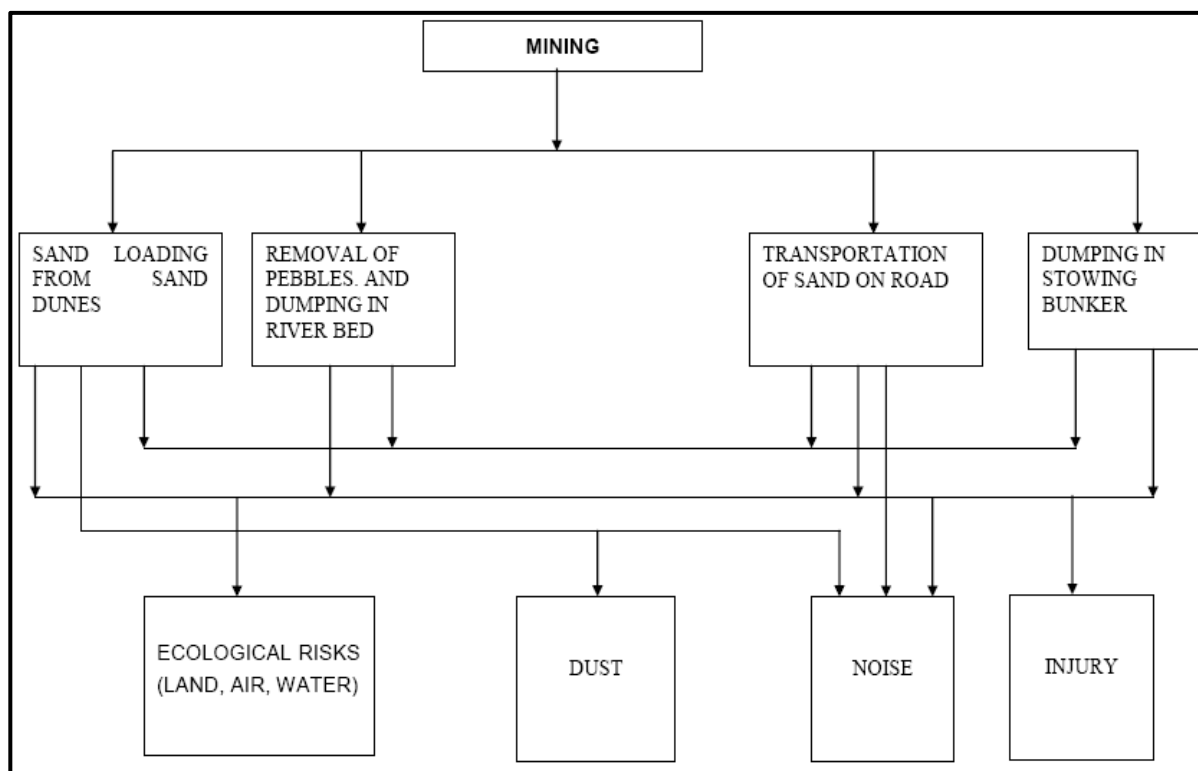 MINING
SAND LOADING
FROM SAND
DUNES
REMOVAL OF
PEBBLES. AND
DUMPING IN
RIVER BED
TRANSPORTATION
OF SAND ON ROAD
DUMPING IN
STOWING
BUNKER
ECOLOGICAL RISKS
(LAND, AIR, WATER)
DUST
NOISE
INJURY